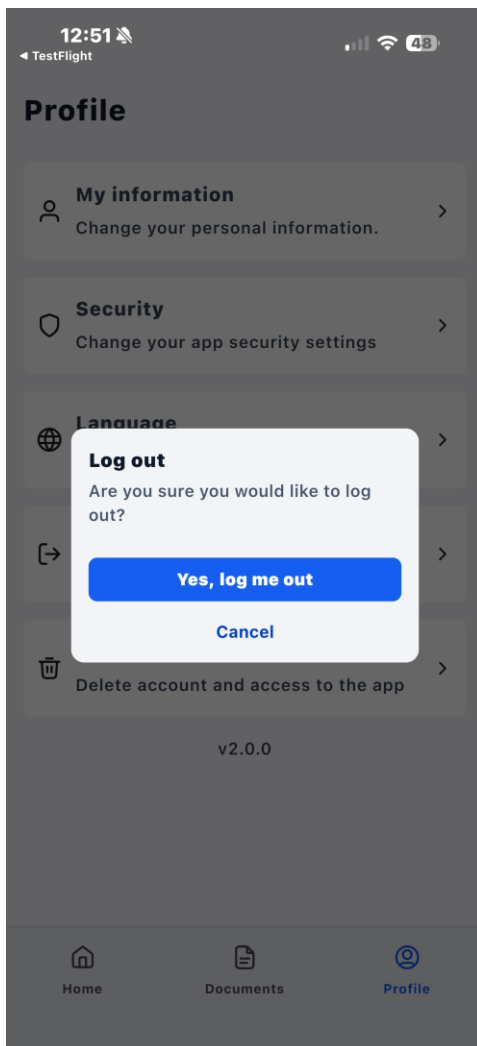 12:51
◀ TestFlight
48
Profile
My information
Change your personal information.
Security
Change your app security settings
Language
Log out
Are you sure you would like to log
out?
Yes, log me out
Cancel
Delete account and access to the app
v2.0.0
Home
Documents
Profile